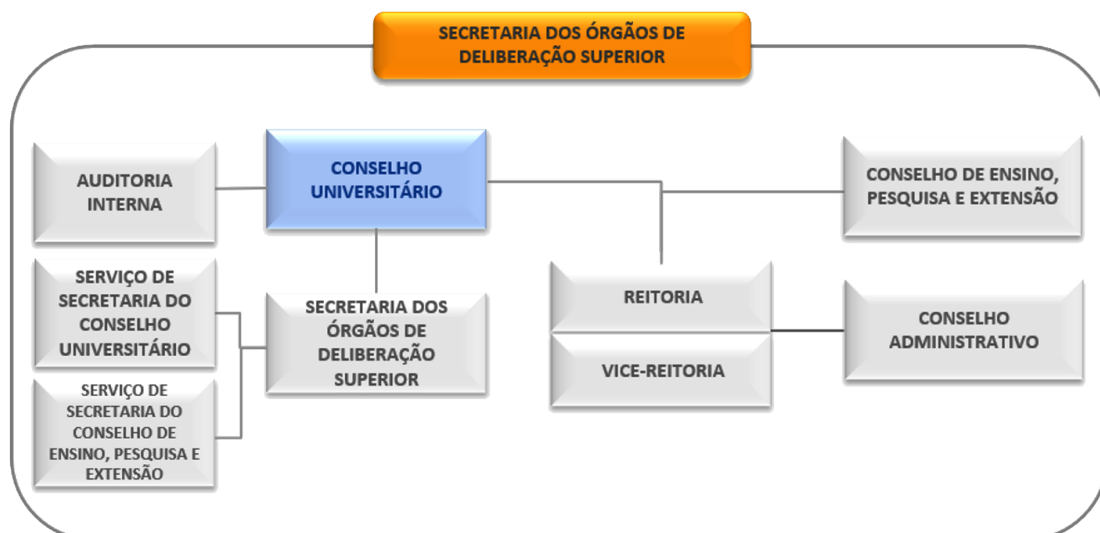 SECRETARIA DOS ÓRGÃOS DE
DELIBERAÇÃO SUPERIOR
AUDITORIA
INTERNA
CONSELHO
UNIVERSITÁRIO
CONSELHO DE ENSINO,
PESQUISA E EXTENSÃO
SERVIÇO DE
SECRETARIA DO
CONSELHO
UNIVERSITÁRIO
SECRETARIA DOS
ÓRGÃOS DE
DELIBERAÇÃO
SUPERIOR
REITORIA
VICE-REITORIA
CONSELHO
ADMINISTRATIVO
SERVIÇO DE
SECRETARIA DO
CONSELHO DE
ENSINO, PESQUISA E
EXTENSÃO